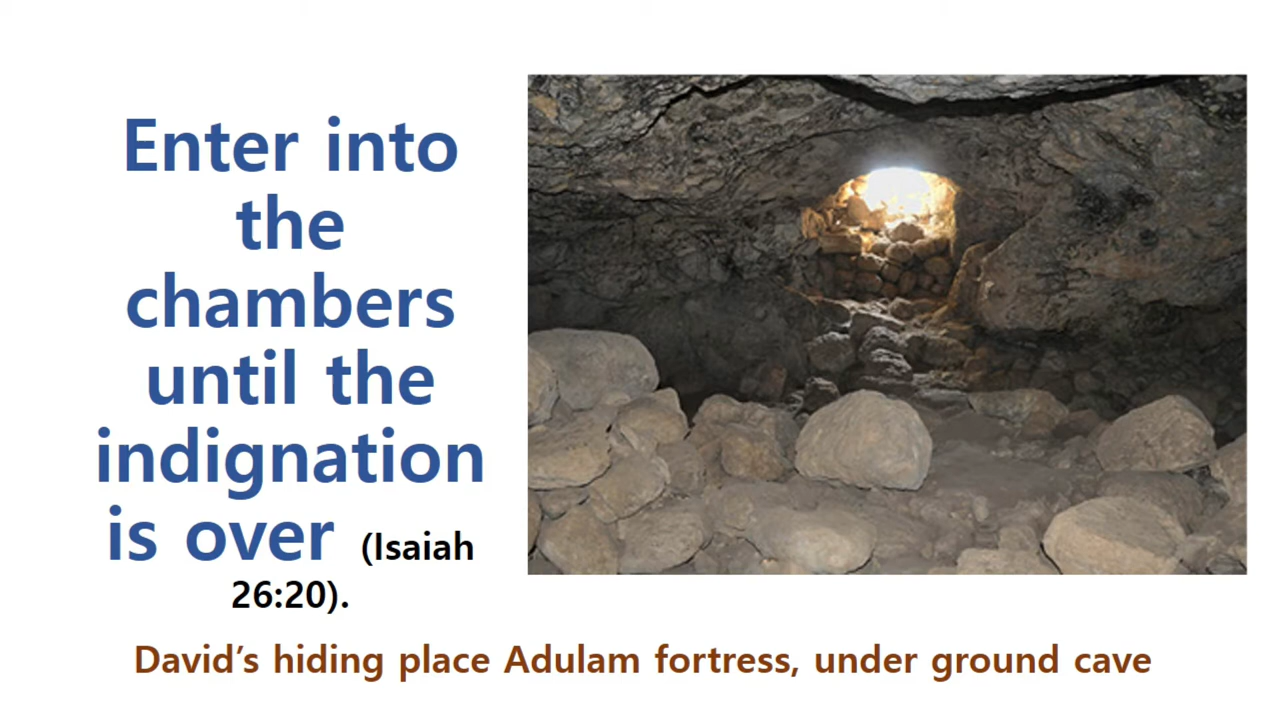 Enter into
the
chambers
until the
indignation
is over (Isaiah
26:20).
David’s hiding place Adulam fortress, under ground cave